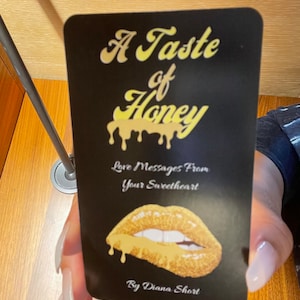 A Taste
of
Honey
Love Messages From
Your Sweetheart
By Diana Short